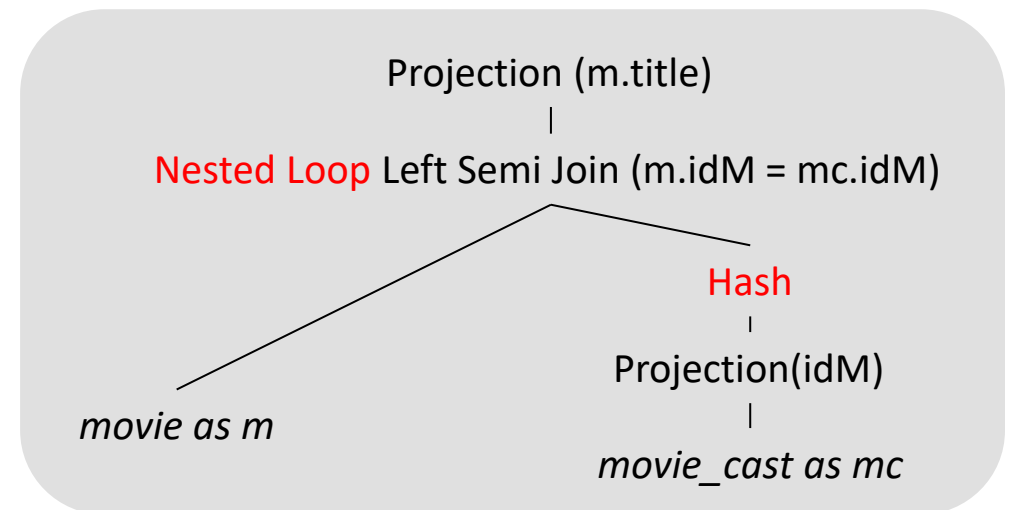 Projection (m.title)
Nested Loop Left Semi Join (m.idM = mc.idM)
Hash
Projection(idM)
movie as m
movie_cast as mc